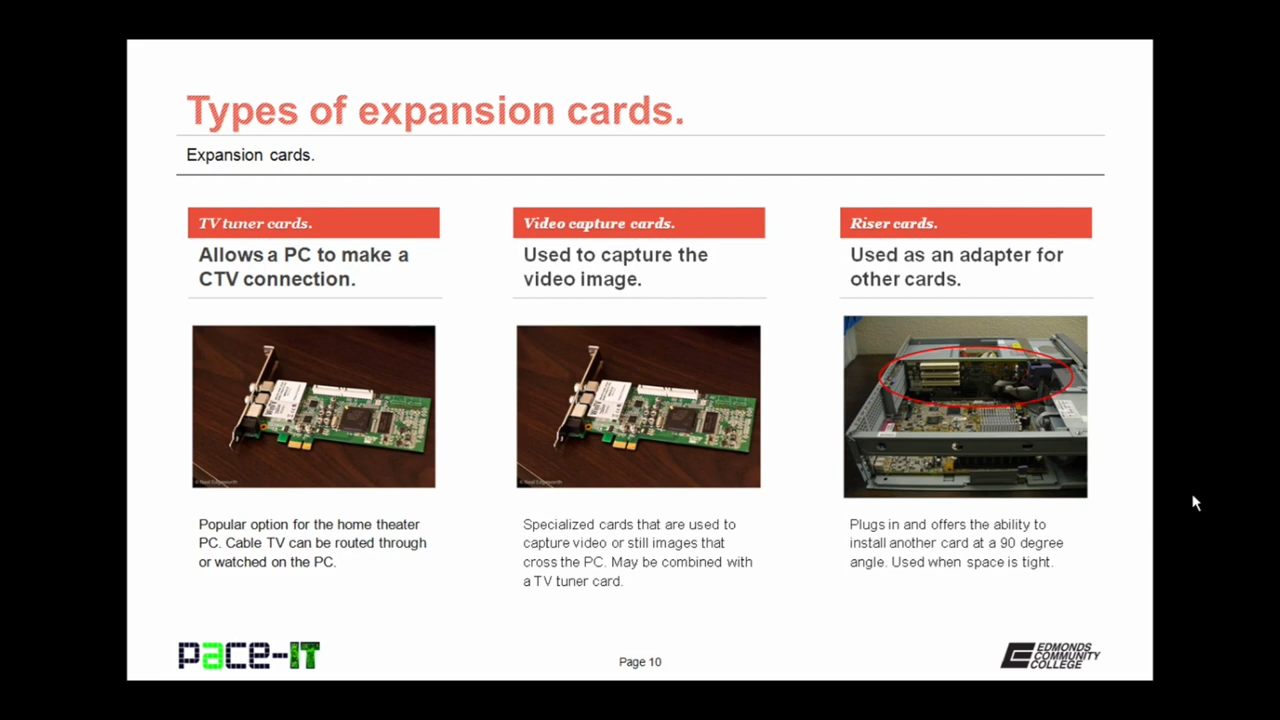 Types of expansion cards.
Expansion cards.
TV tuner cards.
Allows a PC to make a
CTV connection.
Popular option for the home theater
PC. Cable TV can be routed through
or watched on the PC.
Video capture cards.
Used to capture the
video image.
Specialized cards that are used to
capture video or still images that
cross the PC. May be combined with
a TV tuner card.
Riser cards.
Used as an adapter for
other cards.
Plugs in and offers the ability to
install another card at a 90 degree
angle. Used when space is tight.
pace-IT
Page 10
EDMONDS
COMMUNITY
COLLEGE